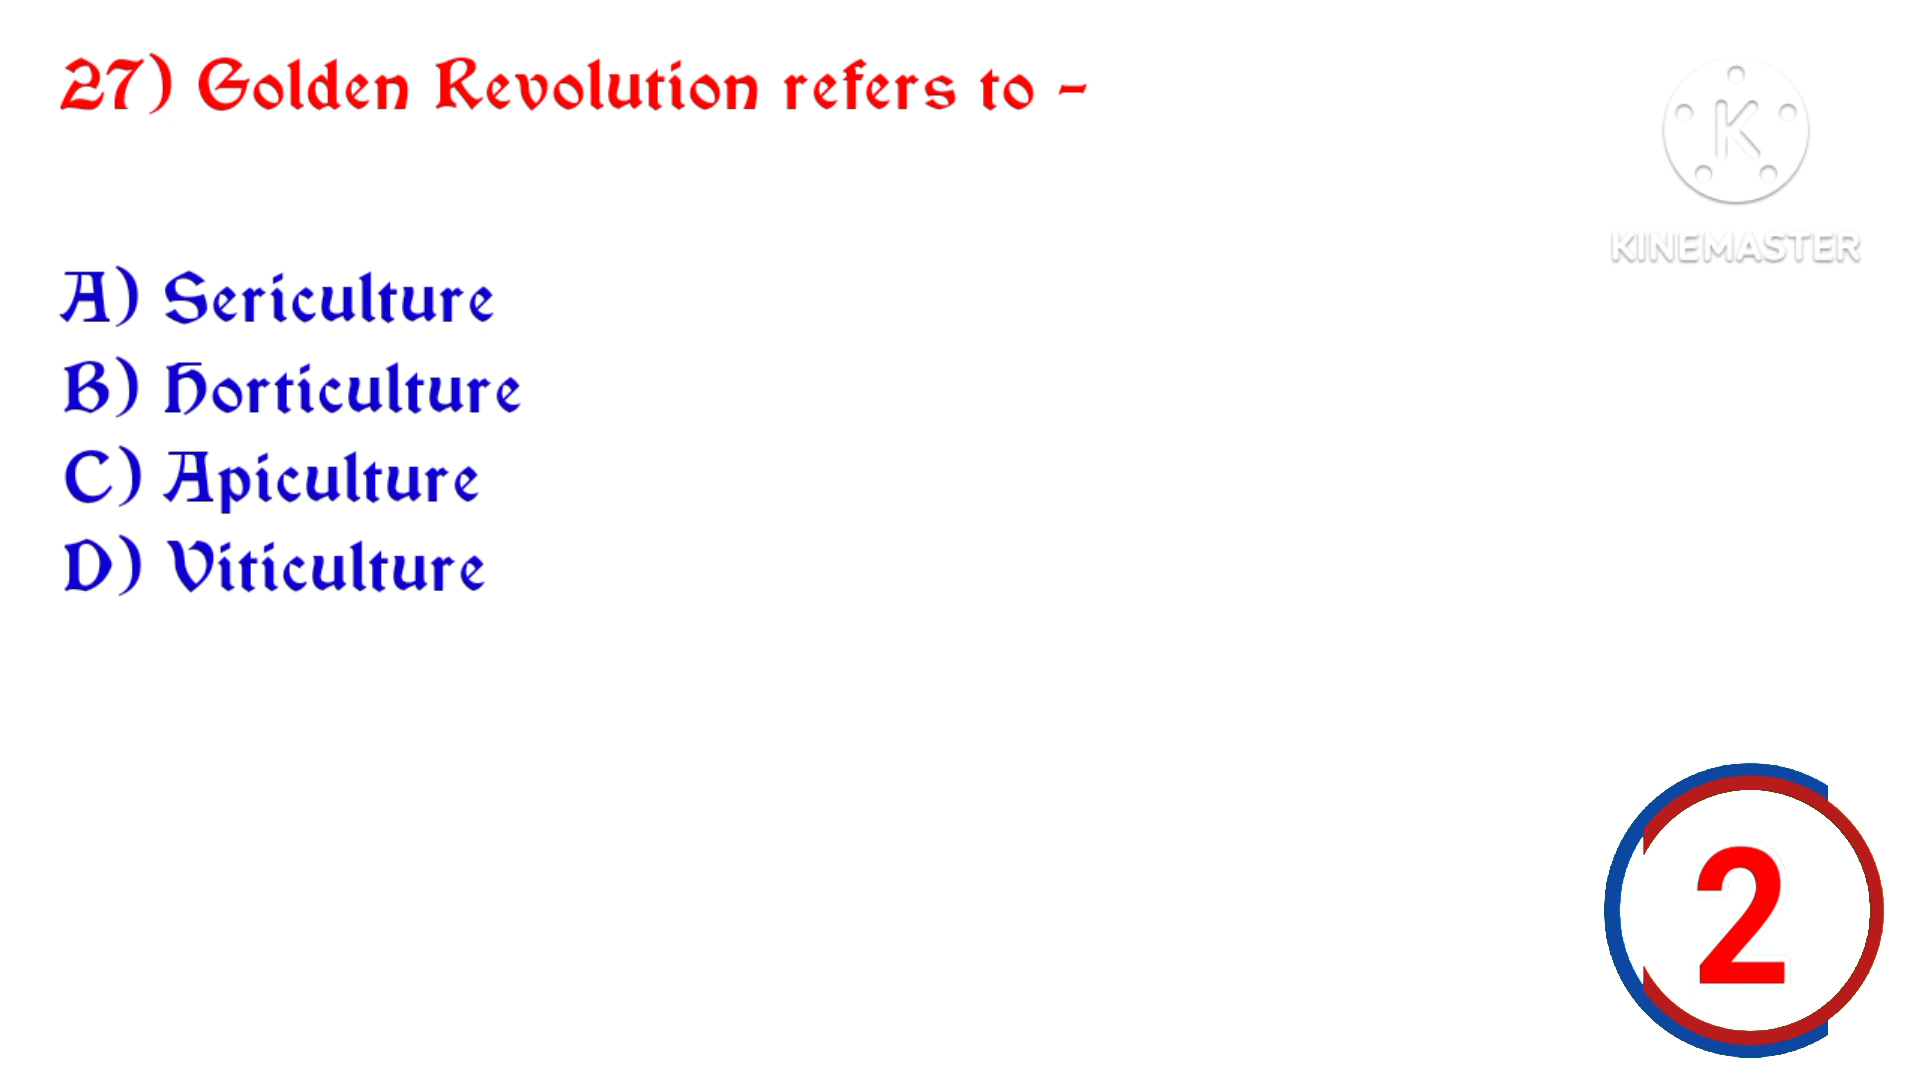 27) Golden Revolution refers to -
K
KINEMASTER
A) Sericulture
B) Horticulture
C) Apiculture
D) Viticulture
2